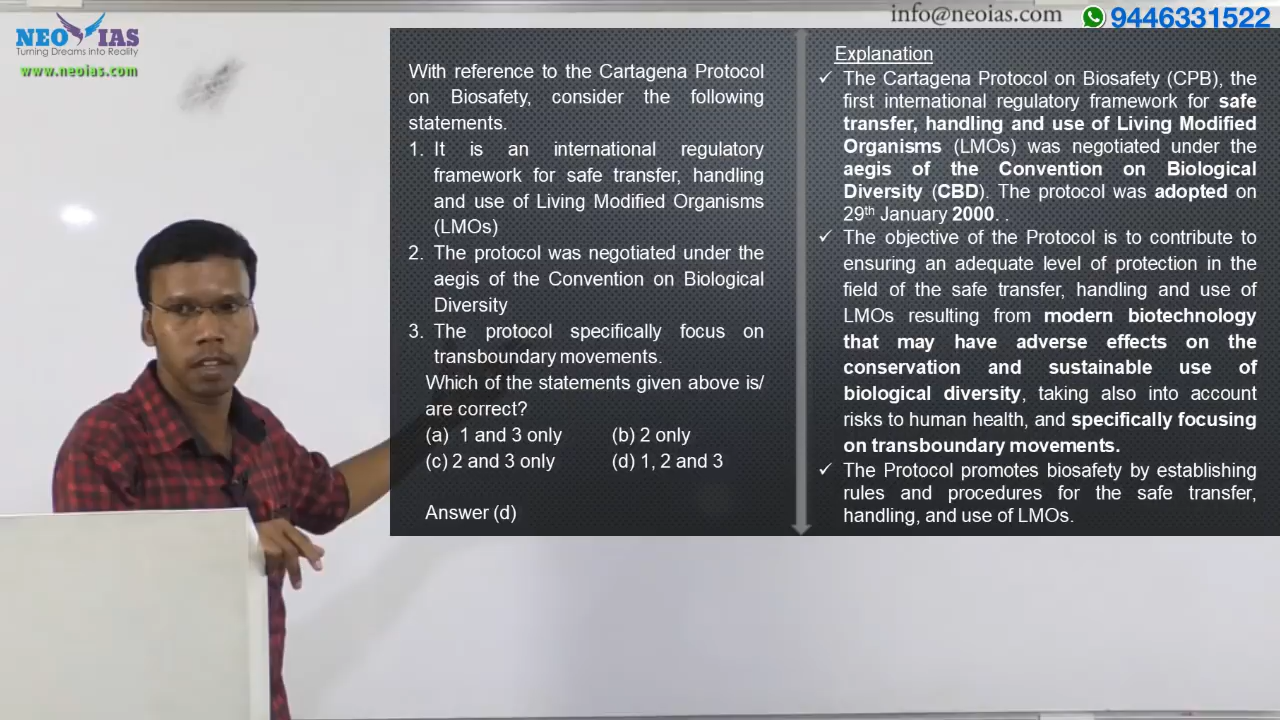 NEO IAS
Turning Dreams into Reality
www.neoias.com
info@neoias.com
9446331522
With reference to the Cartagena Protocol
on Biosafety, consider the following
statements.
1. It is an international regulatory
framework for safe transfer, handling
and use of Living Modified Organisms
(LMOs)
2. The protocol was negotiated under the
aegis of the Convention on Biological
Diversity
3. The protocol specifically focus on
transboundary movements.
Which of the statements given above is/
are correct?
(a) 1 and 3 only (b) 2 only
(c) 2 and 3 only (d) 1, 2 and 3
Answer (d)
Explanation
✓ The Cartagena Protocol on Biosafety (CPB), the
first international regulatory framework for safe
transfer, handling and use of Living Modified
Organisms (LMOs) was negotiated under the
aegis of the Convention on Biological
Diversity (CBD). The protocol was adopted on
29th January 2000. .
✓ The objective of the Protocol is to contribute to
ensuring an adequate level of protection in the
field of the safe transfer, handling and use of
LMOs resulting from modern biotechnology
that may have adverse effects on the
conservation and sustainable use of
biological diversity, taking also into account
risks to human health, and specifically focusing
on transboundary movements.
✓ The Protocol promotes biosafety by establishing
rules and procedures for the safe transfer,
handling, and use of LMOs.